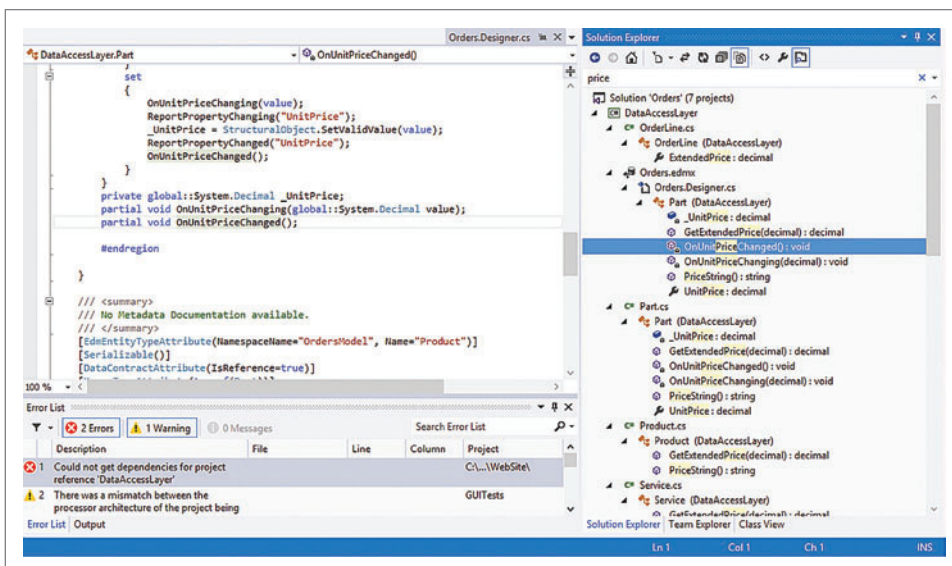 Orders.Designer.cs
DataAccessLayer.Part
OnUnitPriceChanged()
}
set
{
OnUnitPriceChanging(value);
ReportPropertyChanging("UnitPrice");
_UnitPrice = StructuralObject.SetValidValue(value);
ReportPropertyChanged("UnitPrice");
OnUnitPriceChanged();
}
}
private global::System.Decimal _UnitPrice;
partial void OnUnitPriceChanging(global::System.Decimal value);
partial void OnUnitPriceChanged();
#endregion
}
/// <summary>
/// No Metadata Documentation available.
/// </summary>
[EdmEntityTypeAttribute(NamespaceName="OrdersModel", Name="Product")]
[Serializable()]
[DataContractAttribute(IsReference=true)]
100 %
Error List
2 Errors
1 Warning
0 Messages
Search Error List
Description File Line Column Project
1 Could not get dependencies for project
reference 'DataAccessLayer'
C:\...\WebSite\
2 There was a mismatch between the
processor architecture of the project being
GUITests
Error List Output
Solution Explorer
price
Solution 'Orders' (7 projects)
C# DataAccessLayer
C# OrderLine.cs
OrderLine (DataAccessLayer)
ExtendedPrice : decimal
Orders.edmx
Orders.Designer.cs
Part (DataAccessLayer)
_UnitPrice : decimal
GetExtendedPrice(decimal) : decimal
OnUnitPriceChanged() : void
OnUnitPriceChanging(decimal) : void
PriceString() : string
UnitPrice : decimal
C# Part.cs
Part (DataAccessLayer)
_UnitPrice : decimal
GetExtendedPrice(decimal) : decimal
OnUnitPriceChanged() : void
OnUnitPriceChanging(decimal) : void
PriceString() : string
UnitPrice : decimal
C# Product.cs
Product (DataAccessLayer)
GetExtendedPrice(decimal) : decimal
PriceString() : string
C# Service.cs
Service (DataAccessLayer)
GetExtendedPrice(decimal) : decimal
Solution Explorer Team Explorer Class View
Ln 1 Col 1 Ch 1 INS